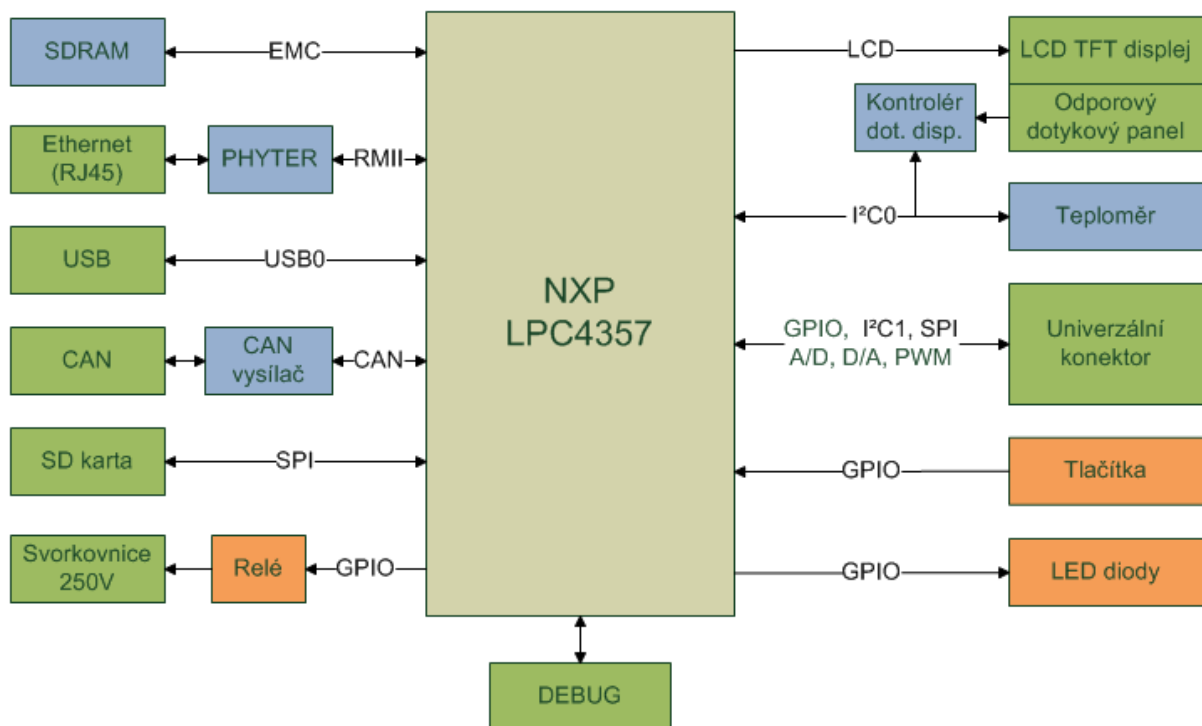 SDRAM
EMC
LCD
LCD TFT displej
Kontrolér
dot. disp.
Odporový
dotykový panel
Ethernet
(RJ45)
PHYTER
RMII
I²C0
Teploměr
USB
USB0
NXP
LPC4357
GPIO, I²C1, SPI
A/D, D/A, PWM
Univerzální
konektor
CAN
CAN
vysílač
CAN
SD karta
SPI
GPIO
Tlačítka
Svorkovnice
250V
Relé
GPIO
GPIO
LED diody
DEBUG